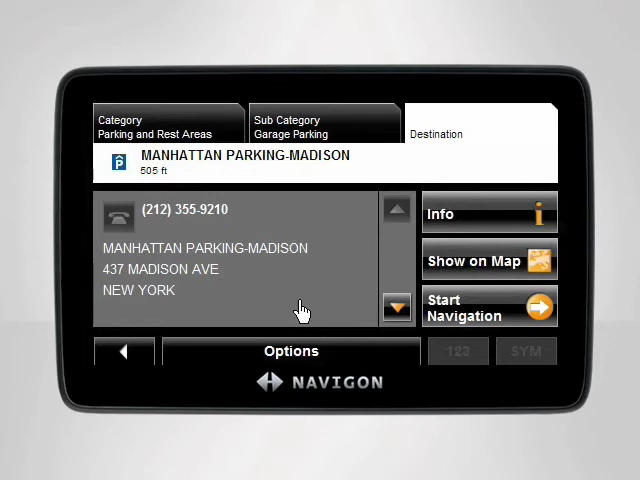 Category
Parking and Rest Areas
Sub Category
Garage Parking
Destination
MANHATTAN PARKING-MADISON
505 ft
(212) 355-9210
MANHATTAN PARKING-MADISON
437 MADISON AVE
NEW YORK
Info
Show on Map
Start
Navigation
Options
123
SYM
NAVIGON